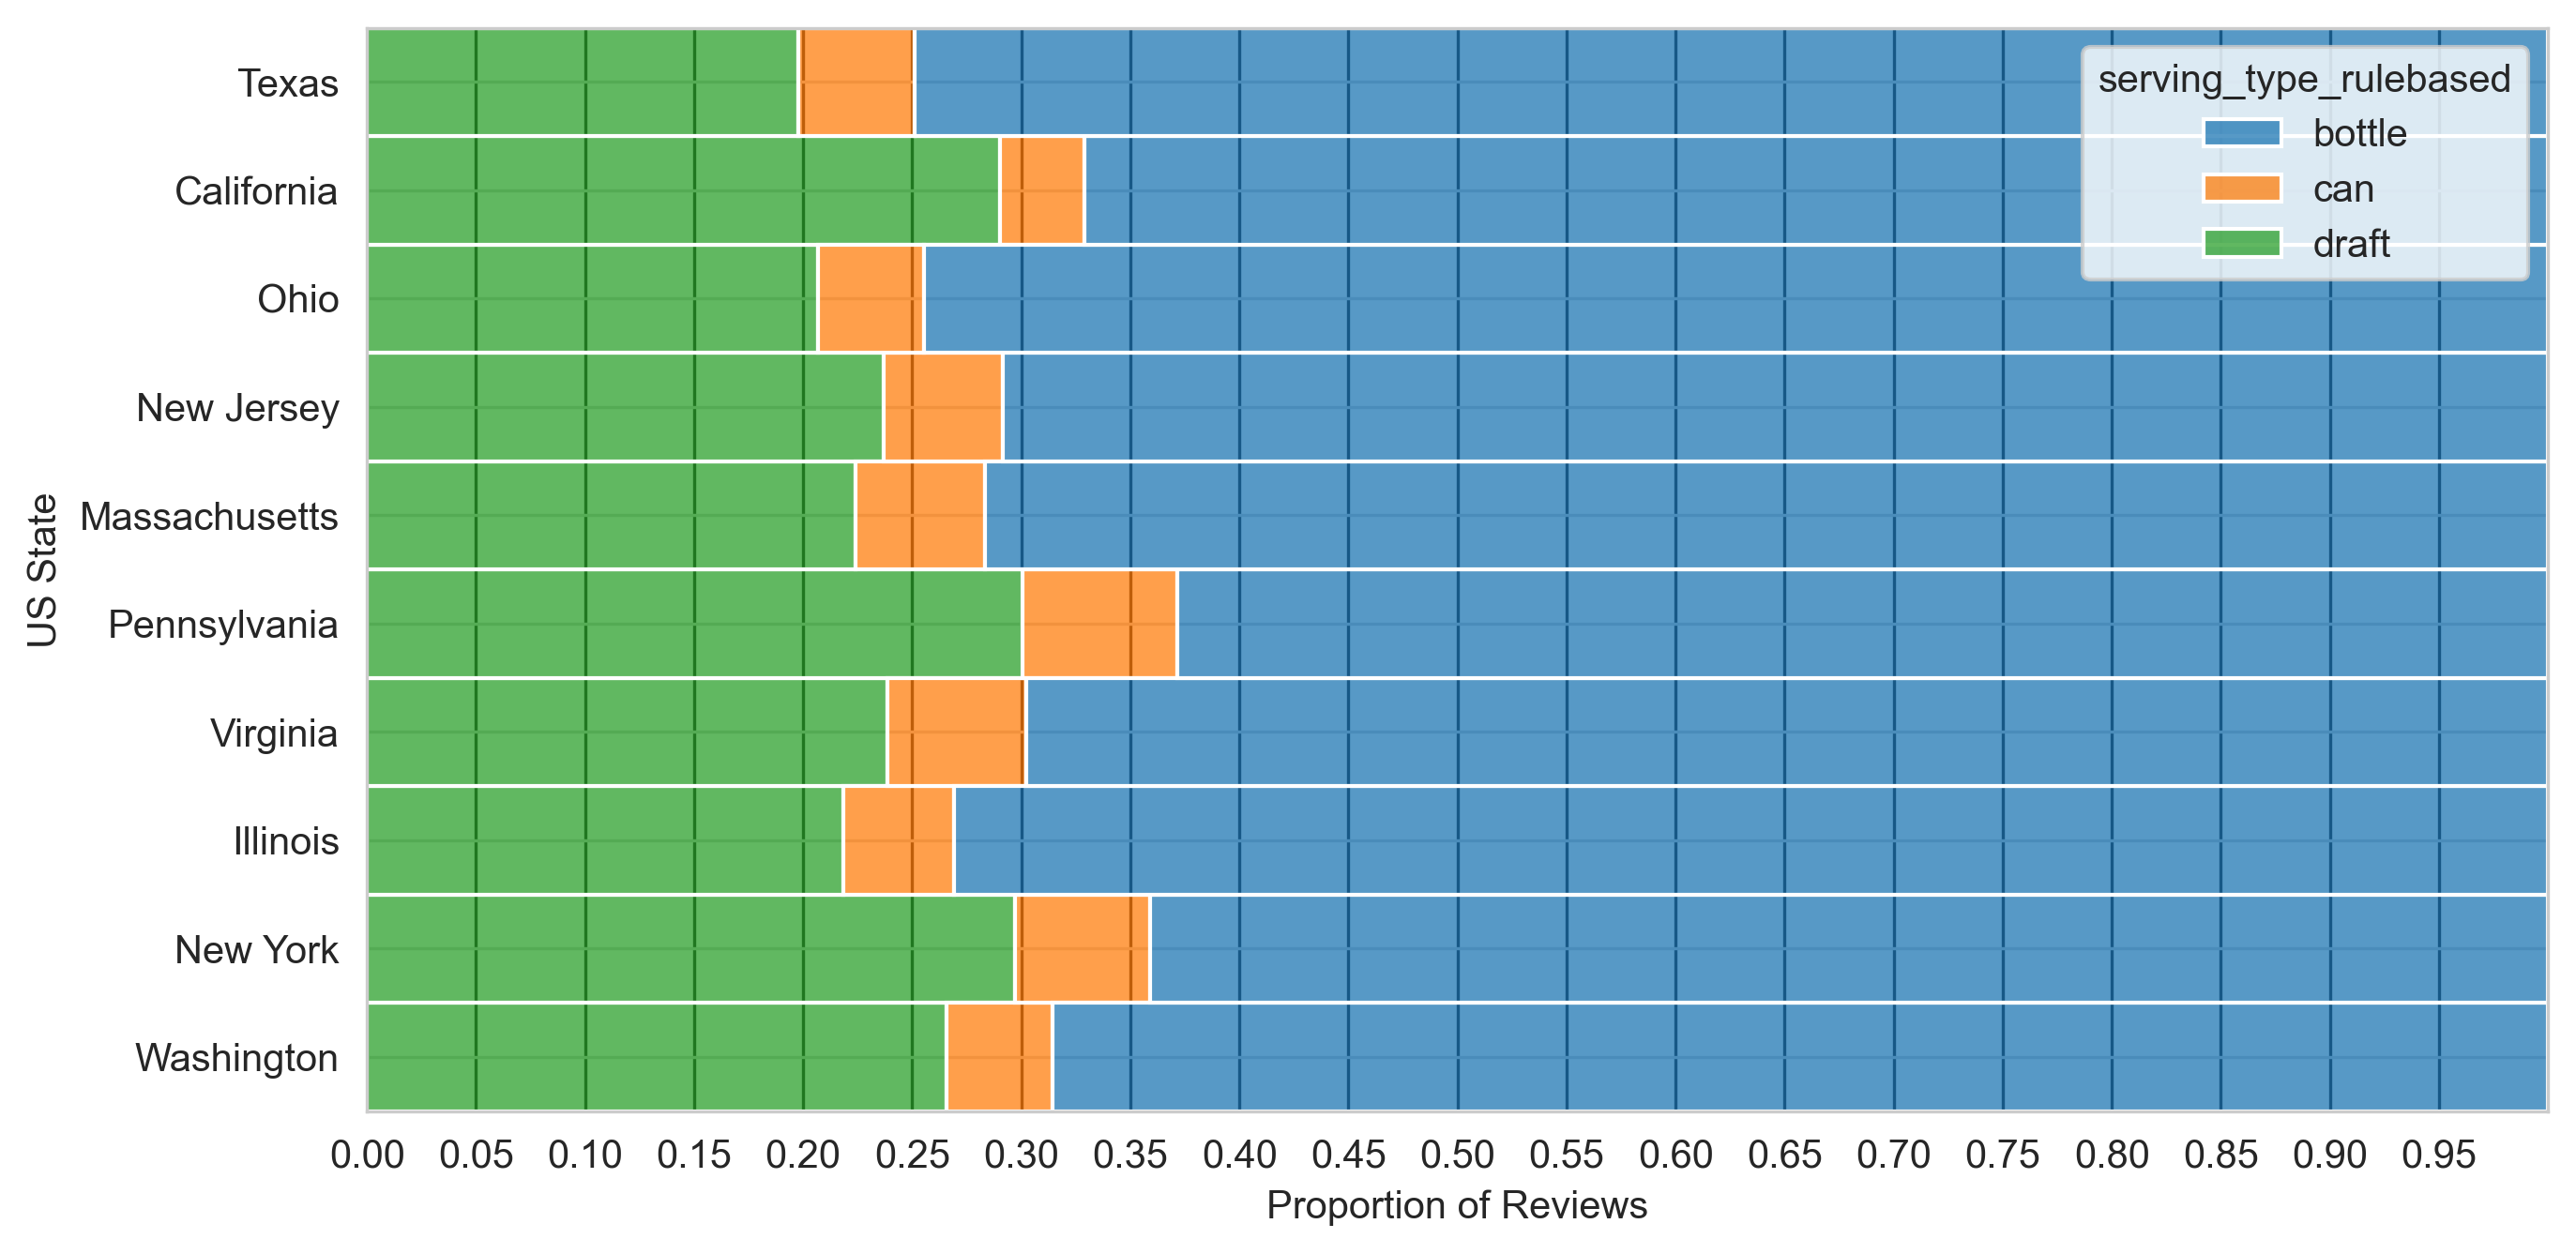 serving_type_rulebased
bottle
can
draft
US State
Texas
California
Ohio
New Jersey
Massachusetts
Pennsylvania
Virginia
Illinois
New York
Washington
0.00 0.05 0.10 0.15 0.20 0.25 0.30 0.35 0.40 0.45 0.50 0.55 0.60 0.65 0.70 0.75 0.80 0.85 0.90 0.95
Proportion of Reviews